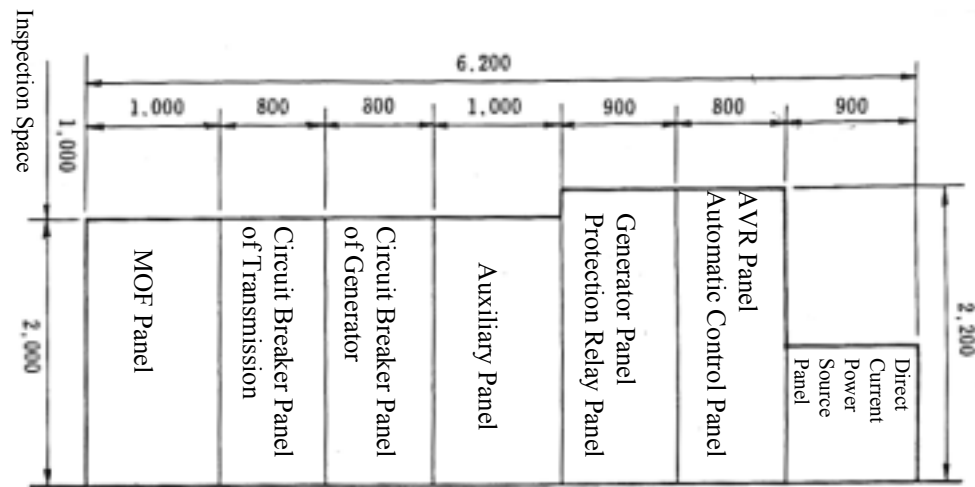 Inspection Space
6.200
1.000
800
800
1.000
900
800
900
1,000
2,000
2,200
MOF Panel
Circuit Breaker Panel
of Transmission
Circuit Breaker Panel
of Generator
Auxiliary Panel
Generator Panel
Protection Relay Panel
AVR Panel
Automatic Control Panel
Direct
Current
Power
Source
Panel